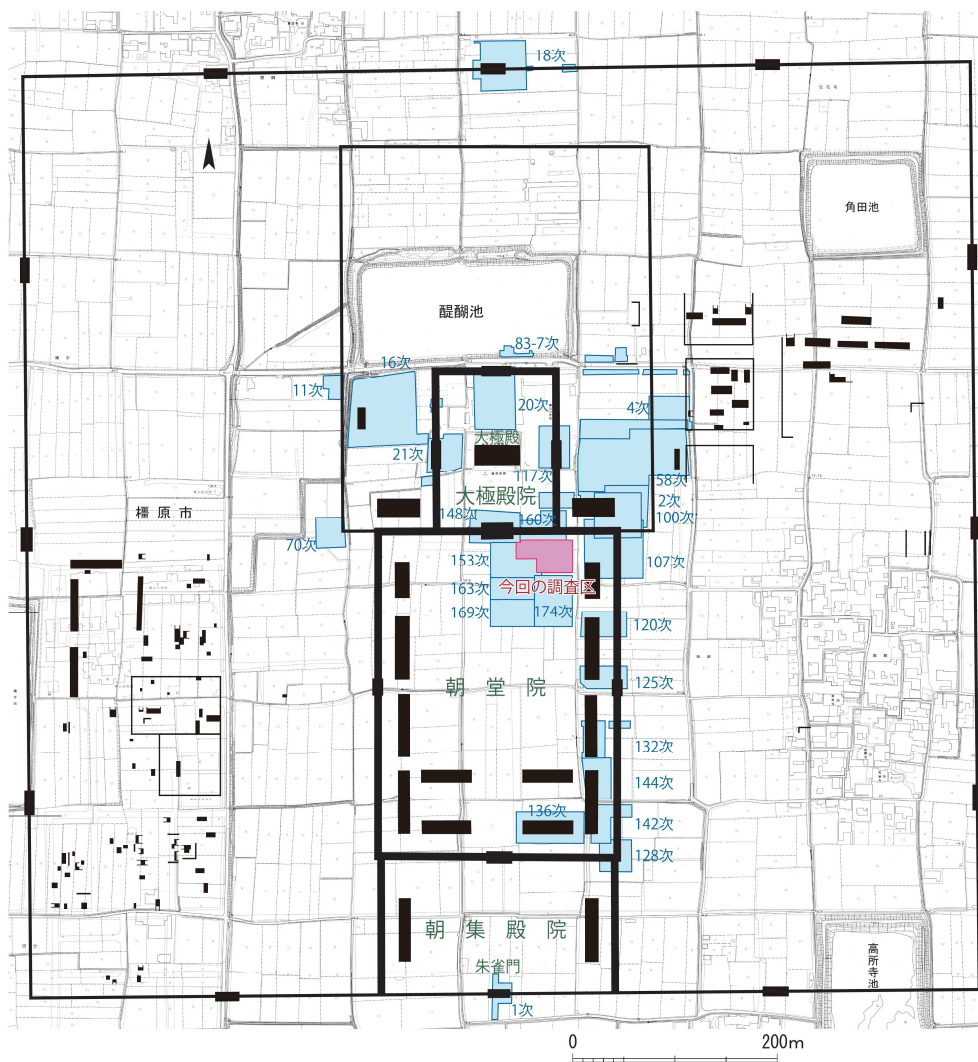 18次
角田池
醍醐池
83-7次
16次
11次
20次
4次
大極殿
21次
117次
58次
大極殿院
2次
148次
160次
100次
橿原市
70次
153次
107次
163次
今回の調査区
169次
174次
120次
125次
朝堂院
132次
144次
136次
142次
128次
朝集殿院
朱雀門
高所寺池
1次
0
200m